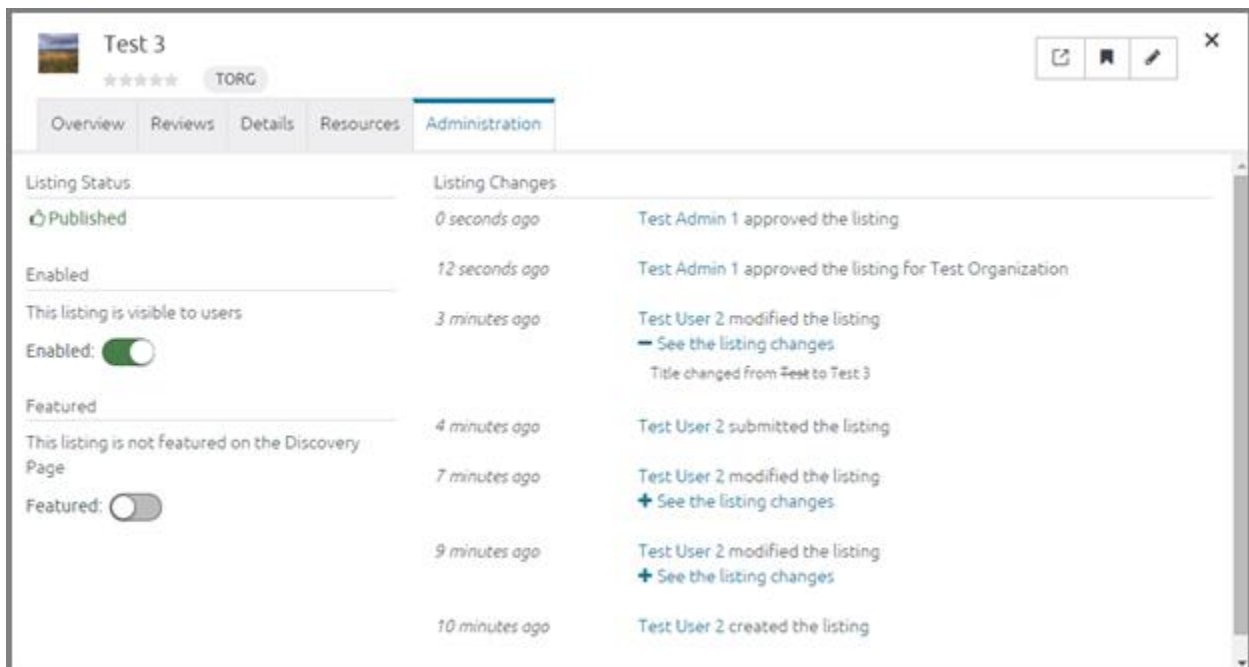 Test 3
TORG
Overview
Reviews
Details
Resources
Administration
Listing Status
Published
Enabled
This listing is visible to users
Enabled:
Featured
This listing is not featured on the Discovery
Page
Featured:
Listing Changes
0 seconds ago
Test Admin 1 approved the listing
12 seconds ago
Test Admin 1 approved the listing for Test Organization
3 minutes ago
Test User 2 modified the listing
See the listing changes
Title changed from Test to Test 3
4 minutes ago
Test User 2 submitted the listing
7 minutes ago
Test User 2 modified the listing
See the listing changes
9 minutes ago
Test User 2 modified the listing
See the listing changes
10 minutes ago
Test User 2 created the listing